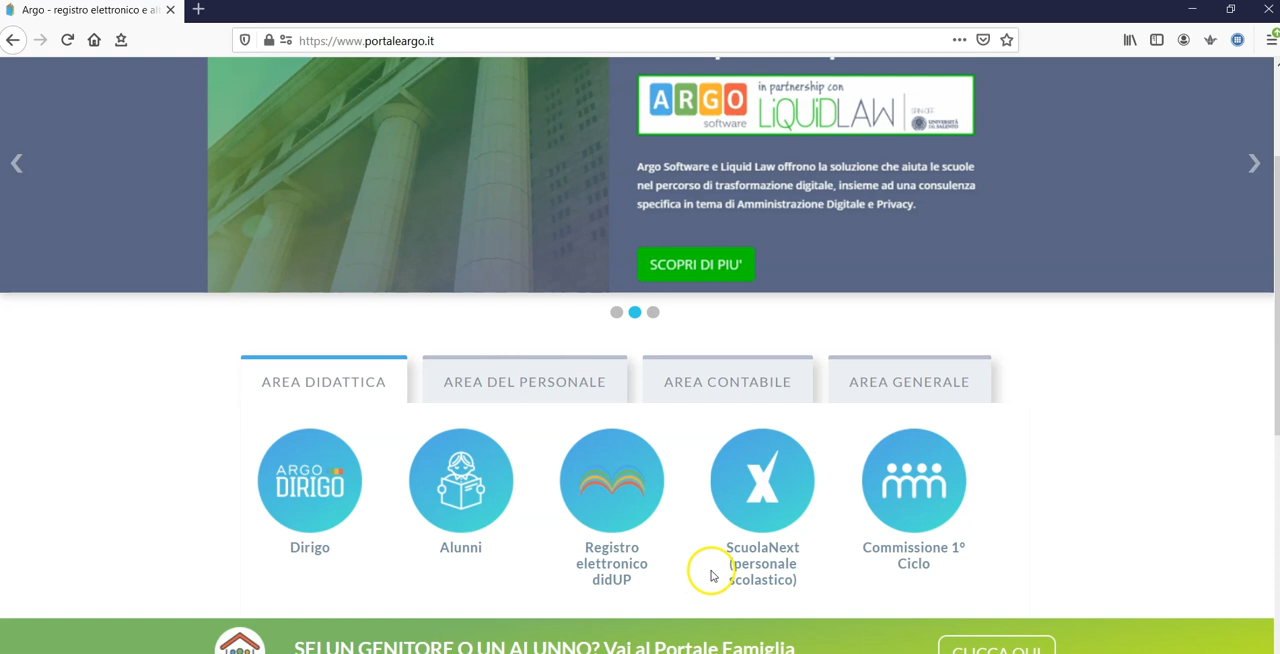 Argo - registro elettronico e alt
https://www.portaleargo.it
ARGO
software
in partnership con
LiQUiDLAW
Argo Software e Liquid Law offrono la soluzione che aiuta le scuole
nel percorso di trasformazione digitale, insieme ad una consulenza
specifica in tema di Amministrazione Digitale e Privacy.
SCOPRI DI PIU'
AREA DIDATTICA
AREA DEL PERSONALE
AREA CONTABILE
AREA GENERALE
ARGO
DIRIGO
Dirigo
Alunni
Registro
elettronico
didUP
ScuolaNext
(personale
scolastico)
Commissione 1°
Ciclo
SEI UN GENITORE O UN ALUNNO? Vai al Portale Famiglia
CLICCA QUI